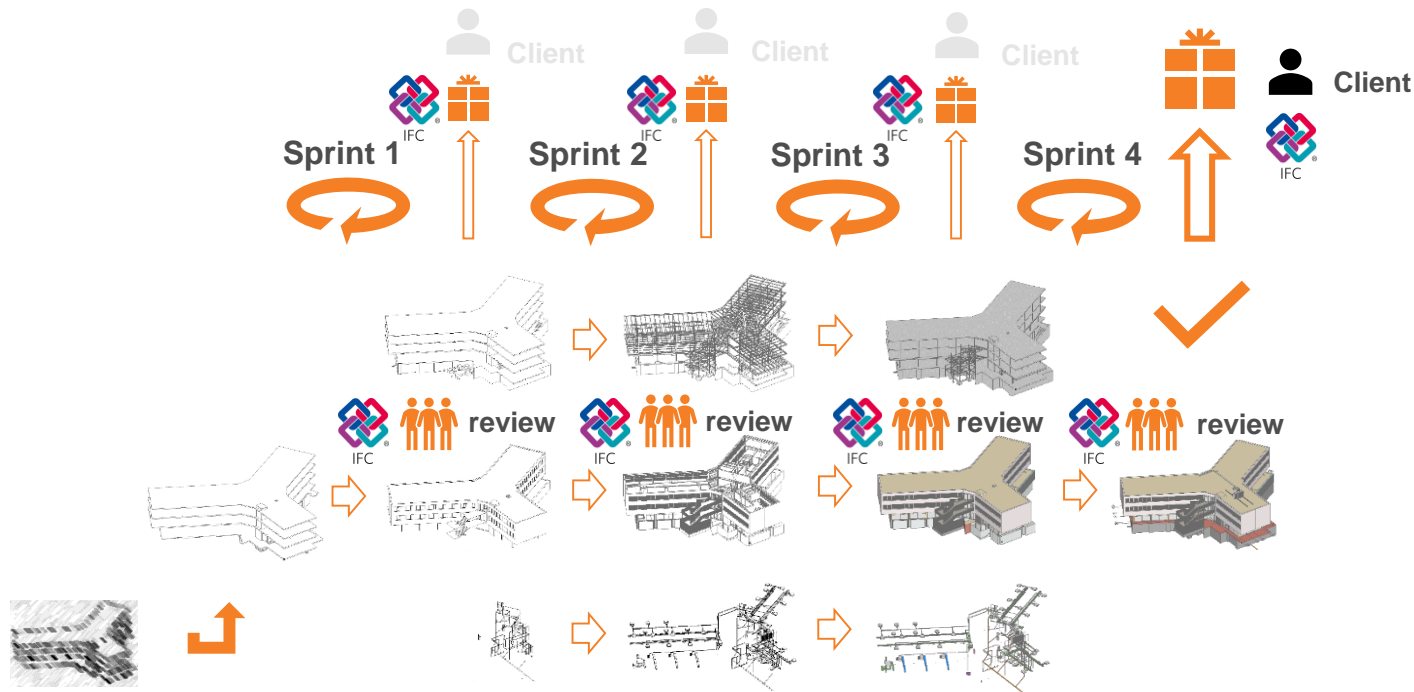 Client
Client
Client
Client
IFC
®
IFC
®
IFC
®
IFC
®
Sprint 1
Sprint 2
Sprint 3
Sprint 4
IFC
®
review
IFC
®
review
IFC
®
review
IFC
®
review